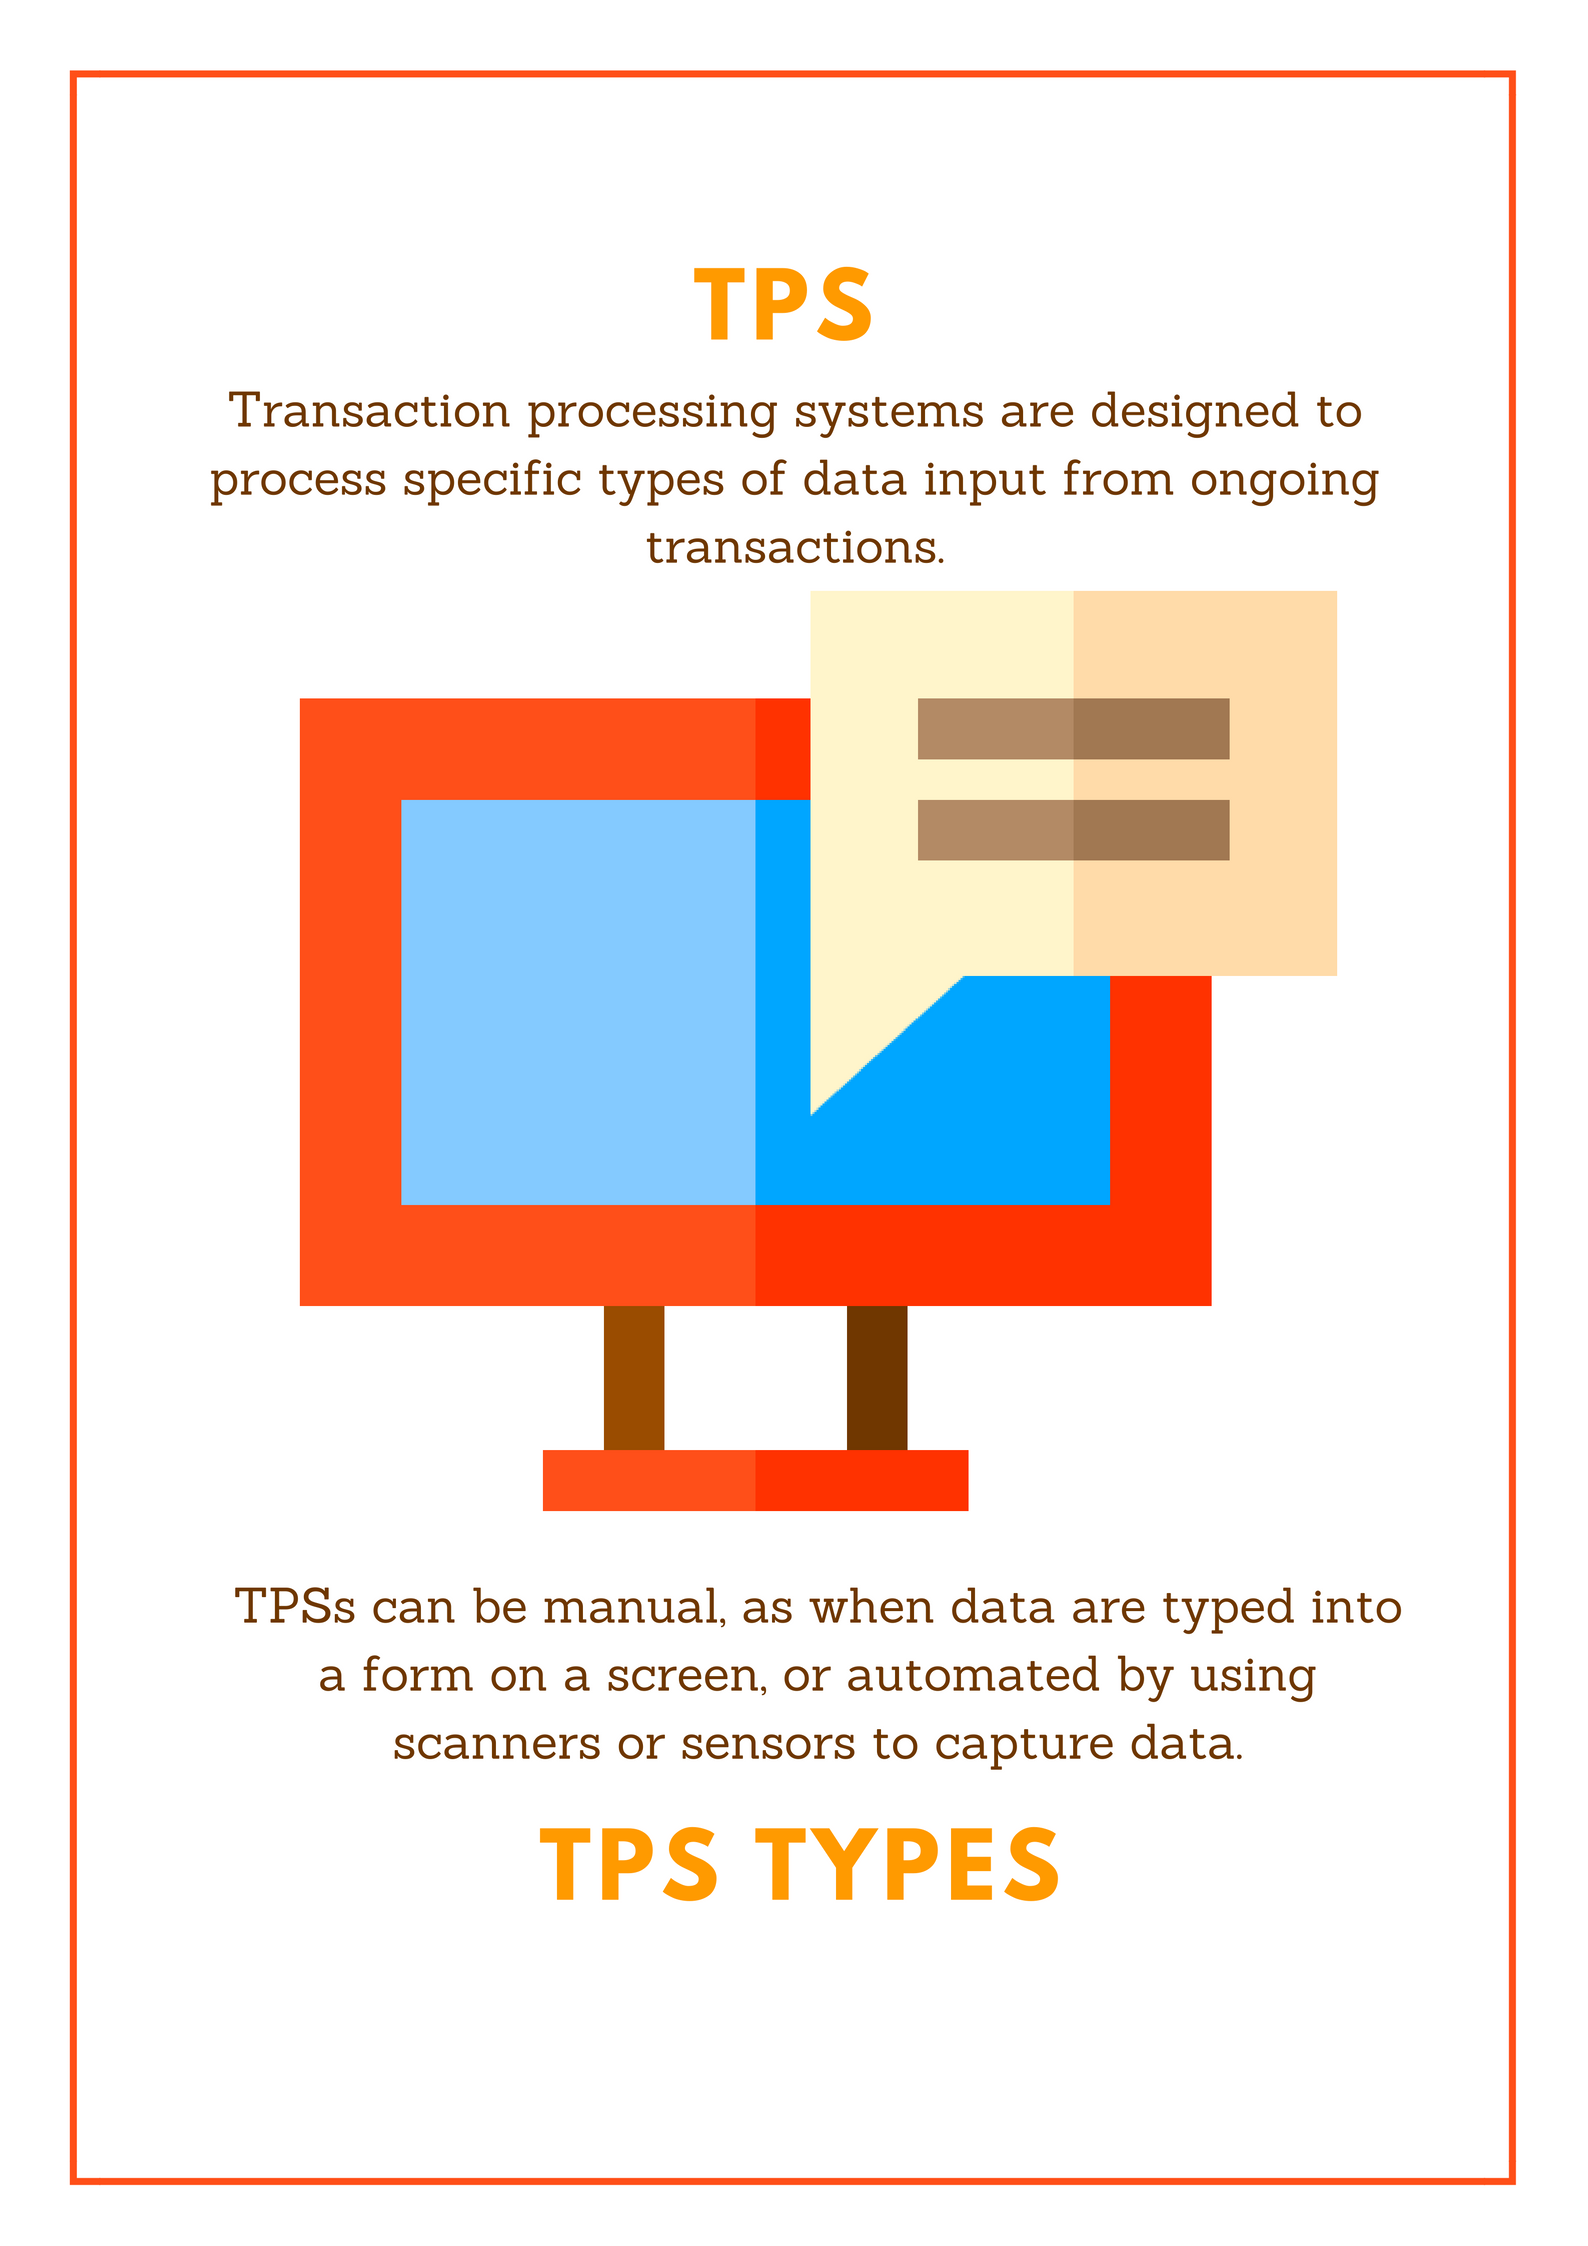 TPS
Transaction processing systems are designed to
process specific types of data input from ongoing
transactions.
TPSs can be manual, as when data are typed into
a form on a screen, or automated by using
scanners or sensors to capture data.
TPS TYPES